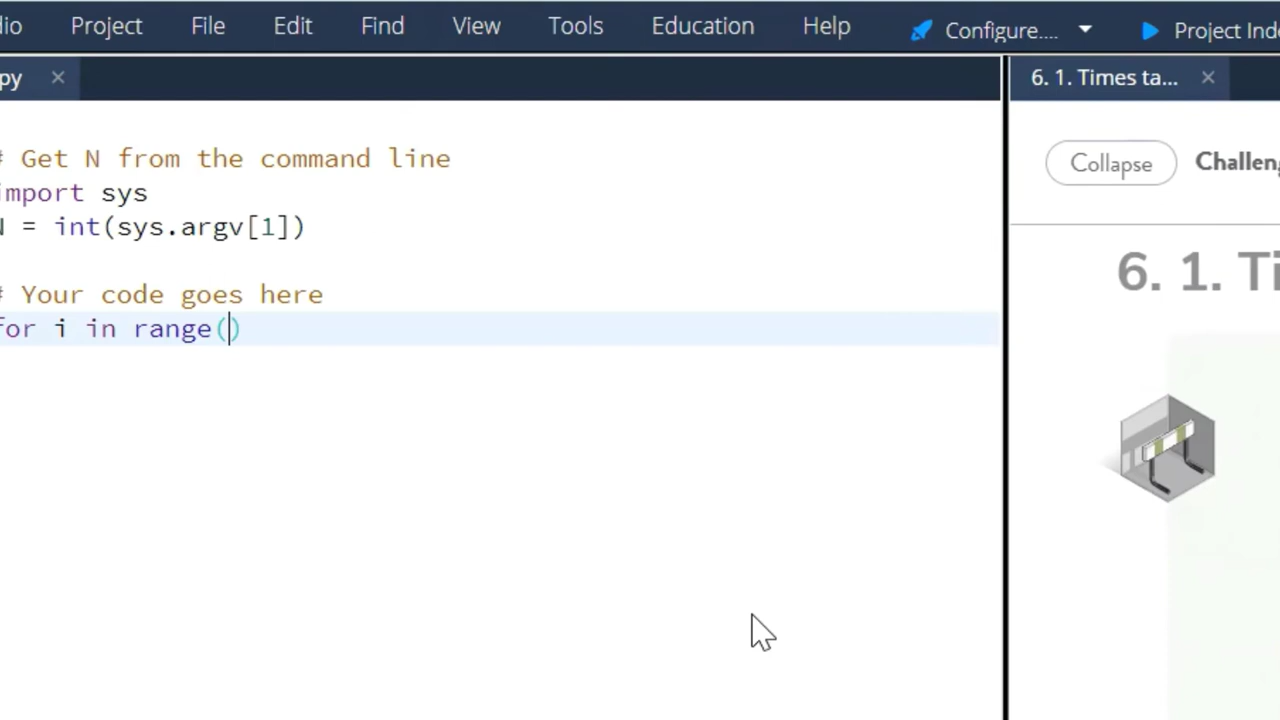 dio Project File Edit Find View Tools Education Help Configure.... Project Inde
py × 6. 1. Times ta... ×
# Get N from the command line
Collapse Challeng
import sys
N = int(sys.argv[1])
6. 1. Ti
# Your code goes here
for i in range()